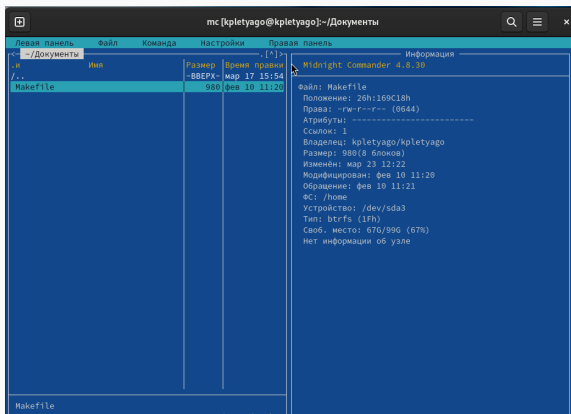 mc [kpletyago@kpletyago]:~/Документы
Левая панель Файл Команда Настройки Правая панель
<─ ~/Документы .[^]>
.и Имя Размер Время правки
/.. -ВВЕРХ- мар 17 15:54
Makefile 980 фев 10 11:20
Makefile
Информация
Midnight Commander 4.8.30
Файл: Makefile
Положение: 26h:169C18h
Права: -rw-r--r-- (0644)
Атрибуты: ------------------------
Ссылок: 1
Владелец: kpletyago/kpletyago
Размер: 980(8 блоков)
Изменён: мар 23 12:22
Модифицирован: фев 10 11:20
Обращение: фев 10 11:21
ФС: /home
Устройство: /dev/sda3
Тип: btrfs (1Fh)
Своб. место: 67G/99G (67%)
Нет информации об узле